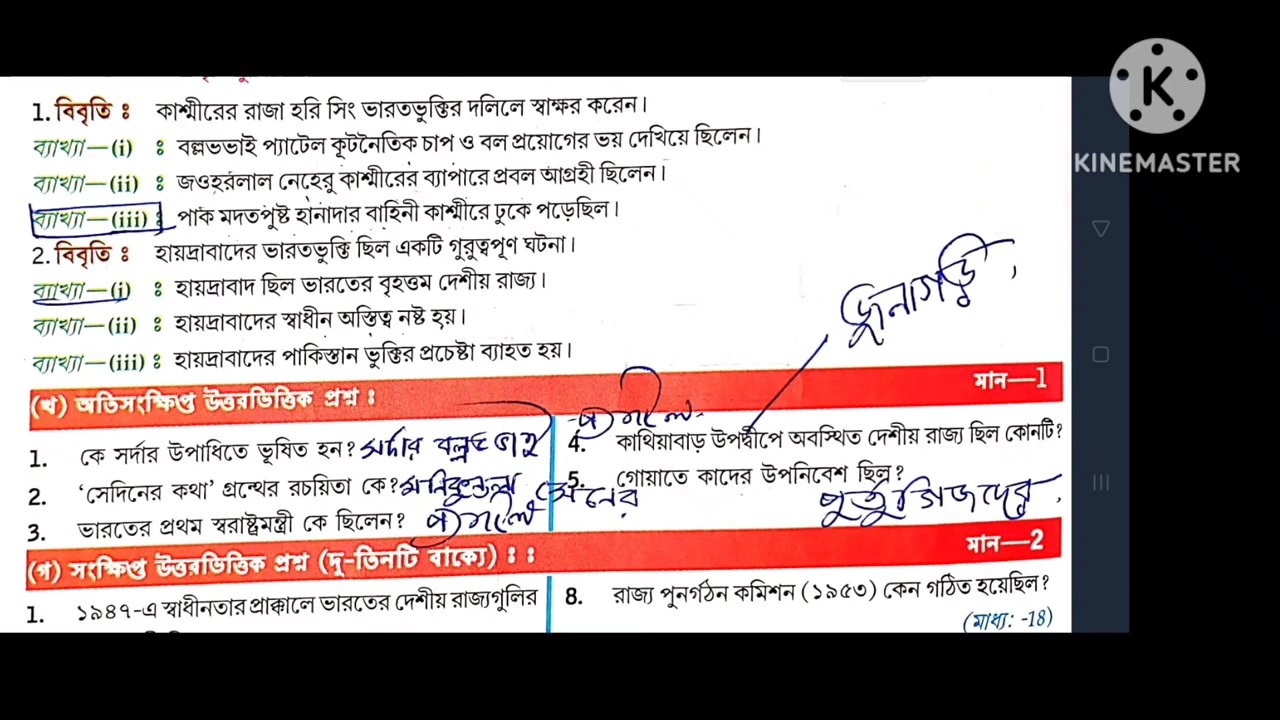 KINEMASTER
1. বিবৃতি ঃ কাশ্মীরের রাজা হরি সিং ভারতভুক্তির দলিলে স্বাক্ষর করেন।
ব্যাখ্যা—(i) ঃ বল্লভভাই প্যাটেল কূটনৈতিক চাপ ও বল প্রয়োগের ভয় দেখিয়ে ছিলেন।
ব্যাখ্যা—(ii) ঃ জওহরলাল নেহেরু কাশ্মীরের ব্যাপারে প্রবল আগ্রহী ছিলেন।
ব্যাখ্যা—(iii) ঃ পাক মদতপুষ্ট হানাদার বাহিনী কাশ্মীরে ঢুকে পড়েছিল।
2. বিবৃতি ঃ হায়দ্রাবাদের ভারতভুক্তি ছিল একটি গুরুত্বপূণ ঘটনা।
ব্যাখ্যা—(i) ঃ হায়দ্রাবাদ ছিল ভারতের বৃহত্তম দেশীয় রাজ্য।
ব্যাখ্যা—(ii) ঃ হায়দ্রাবাদের স্বাধীন অস্তিত্ব নষ্ট হয়।
ব্যাখ্যা—(iii) ঃ হায়দ্রাবাদের পাকিস্তান ভুক্তির প্রচেষ্টা ব্যাহত হয়।
জুনাগড়
(খ) অতিসংক্ষিপ্ত উত্তরভিত্তিক প্রশ্ন ঃ মান—1
1. কে সর্দার উপাধিতে ভূষিত হন? সর্দার বল্লভ ভাই প্যাটেল
2. ‘সেদিনের কথা’ গ্রন্থের রচয়িতা কে? মনিকুন্তলা সেনের
3. ভারতের প্রথম স্বরাষ্ট্রমন্ত্রী কে ছিলেন? প্যাটেল
4. কাথিয়াবাড় উপদ্বীপে অবস্থিত দেশীয় রাজ্য ছিল কোনটি?
5. গোয়াতে কাদের উপনিবেশ ছিল?
পর্তুগিজদের
(গ) সংক্ষিপ্ত উত্তরভিত্তিক প্রশ্ন (দু-তিনটি বাক্যে) ঃ ঃ মান—2
1. ১৯৪৭-এ স্বাধীনতার প্রাক্কালে ভারতের দেশীয় রাজ্যগুলির
8. রাজ্য পুনর্গঠন কমিশন (১৯৫৩) কেন গঠিত হয়েছিল?
(মাধ্য: -18)